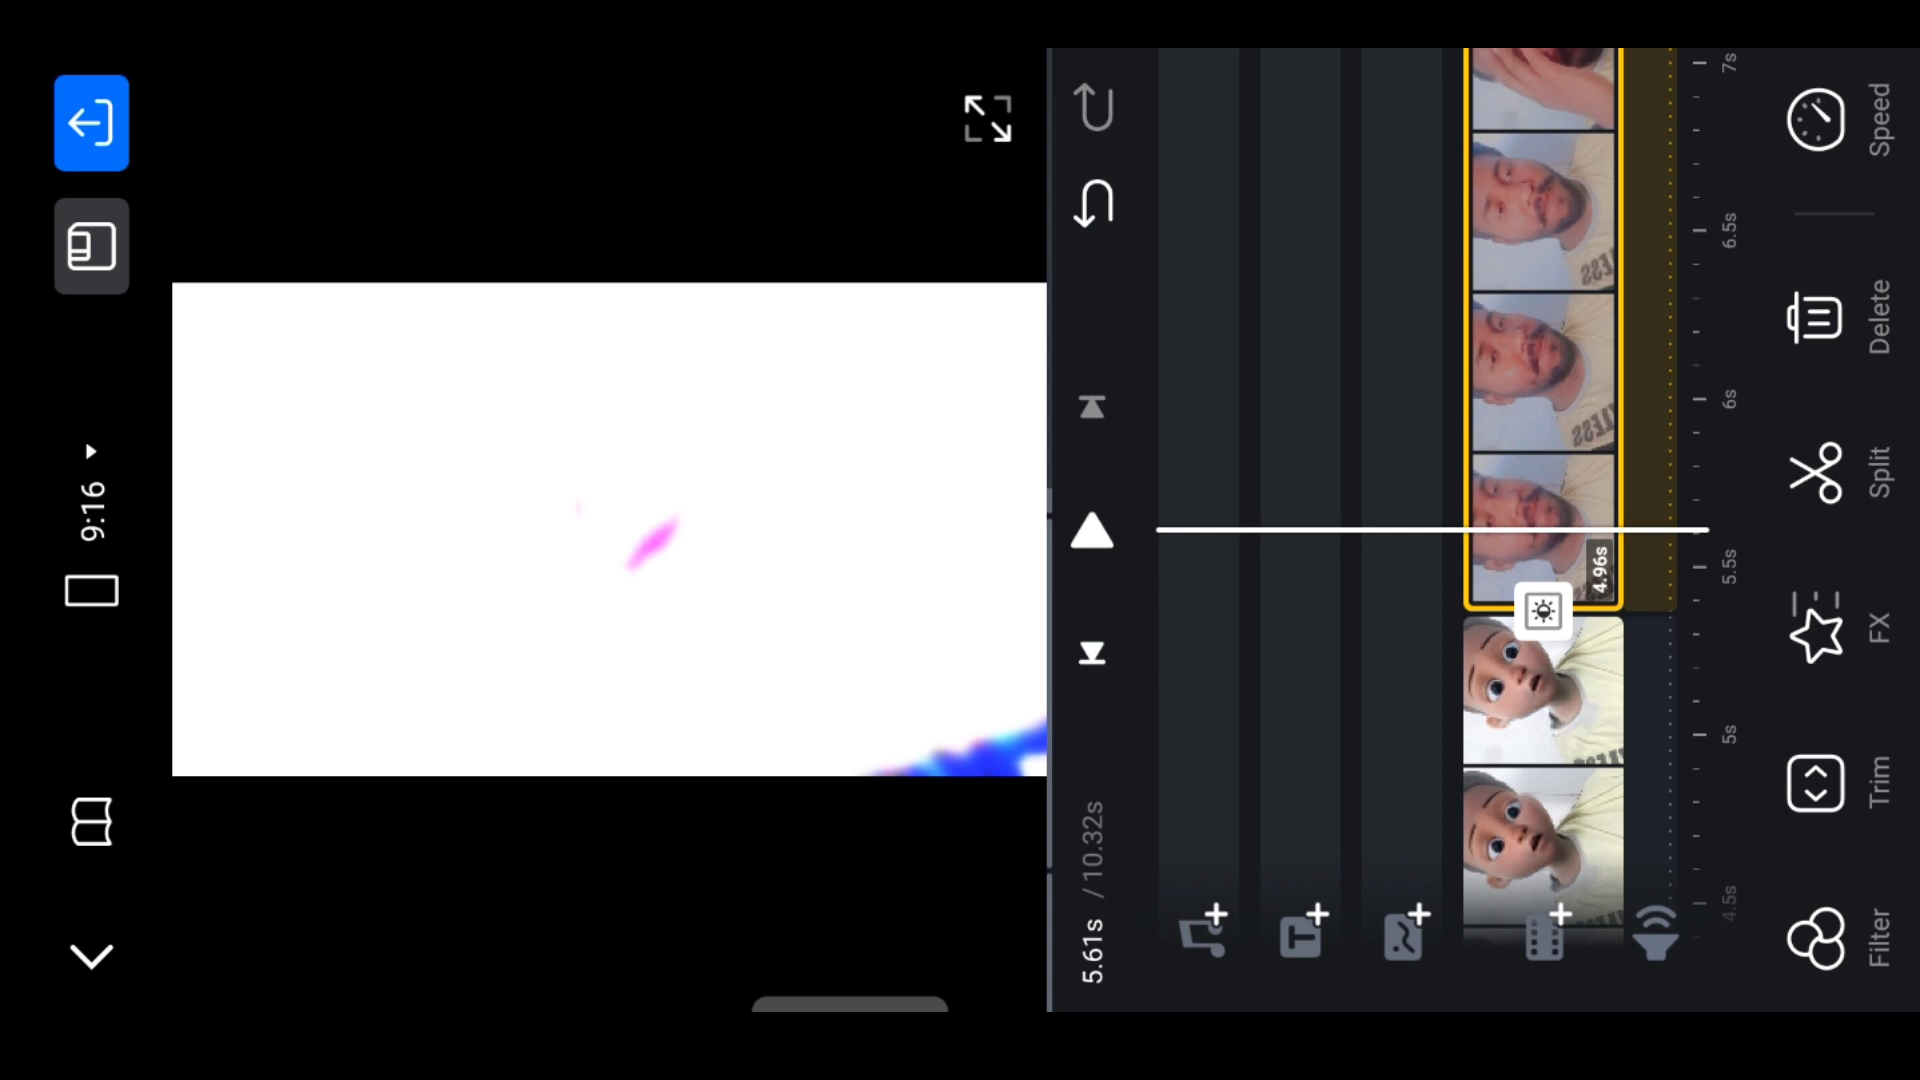 9:16
5.61s / 10.32s
4.96s
4.5s
5s
5.5s
6s
6.5s
7s
Filter
Trim
FX
Split
Delete
Speed